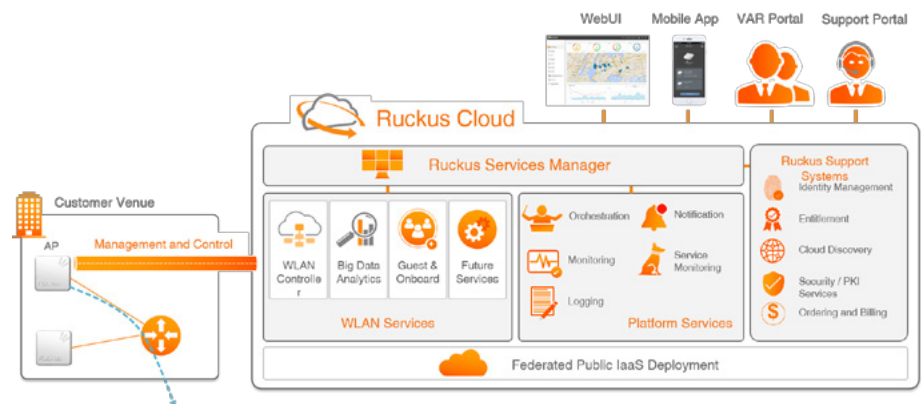 WebUI
Mobile App
VAR Portal
Support Portal
Ruckus Cloud
Ruckus Services Manager
Ruckus Support
Systems
Identity Management
Entitlement
Cloud Discovery
Security / PKI
Services
Ordering and Billing
Customer Venue
AP
Management and Control
WLAN
Controlle
r
Big Data
Analytics
Guest &
Onboard
Future
Services
WLAN Services
Orchestration
Notification
Monitoring
Service
Monitoring
Logging
Platform Services
Federated Public IaaS Deployment